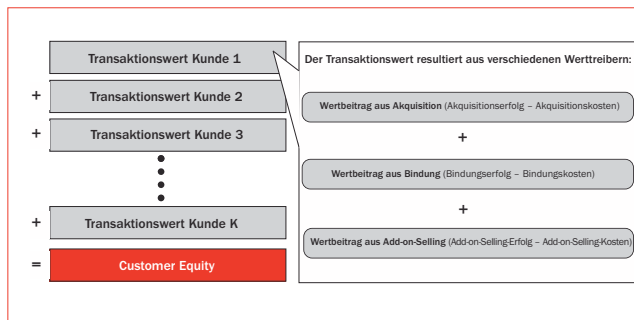 Transaktionswert Kunde 1
+ Transaktionswert Kunde 2
+ Transaktionswert Kunde 3
+ Transaktionswert Kunde K
= Customer Equity
Der Transaktionswert resultiert aus verschiedenen Werttreibern:
Wertbeitrag aus Akquisition (Akquisitionserfolg – Akquisitionskosten)
+
Wertbeitrag aus Bindung (Bindungserfolg – Bindungskosten)
+
Wertbeitrag aus Add-on-Selling (Add-on-Selling-Erfolg – Add-on-Selling-Kosten)